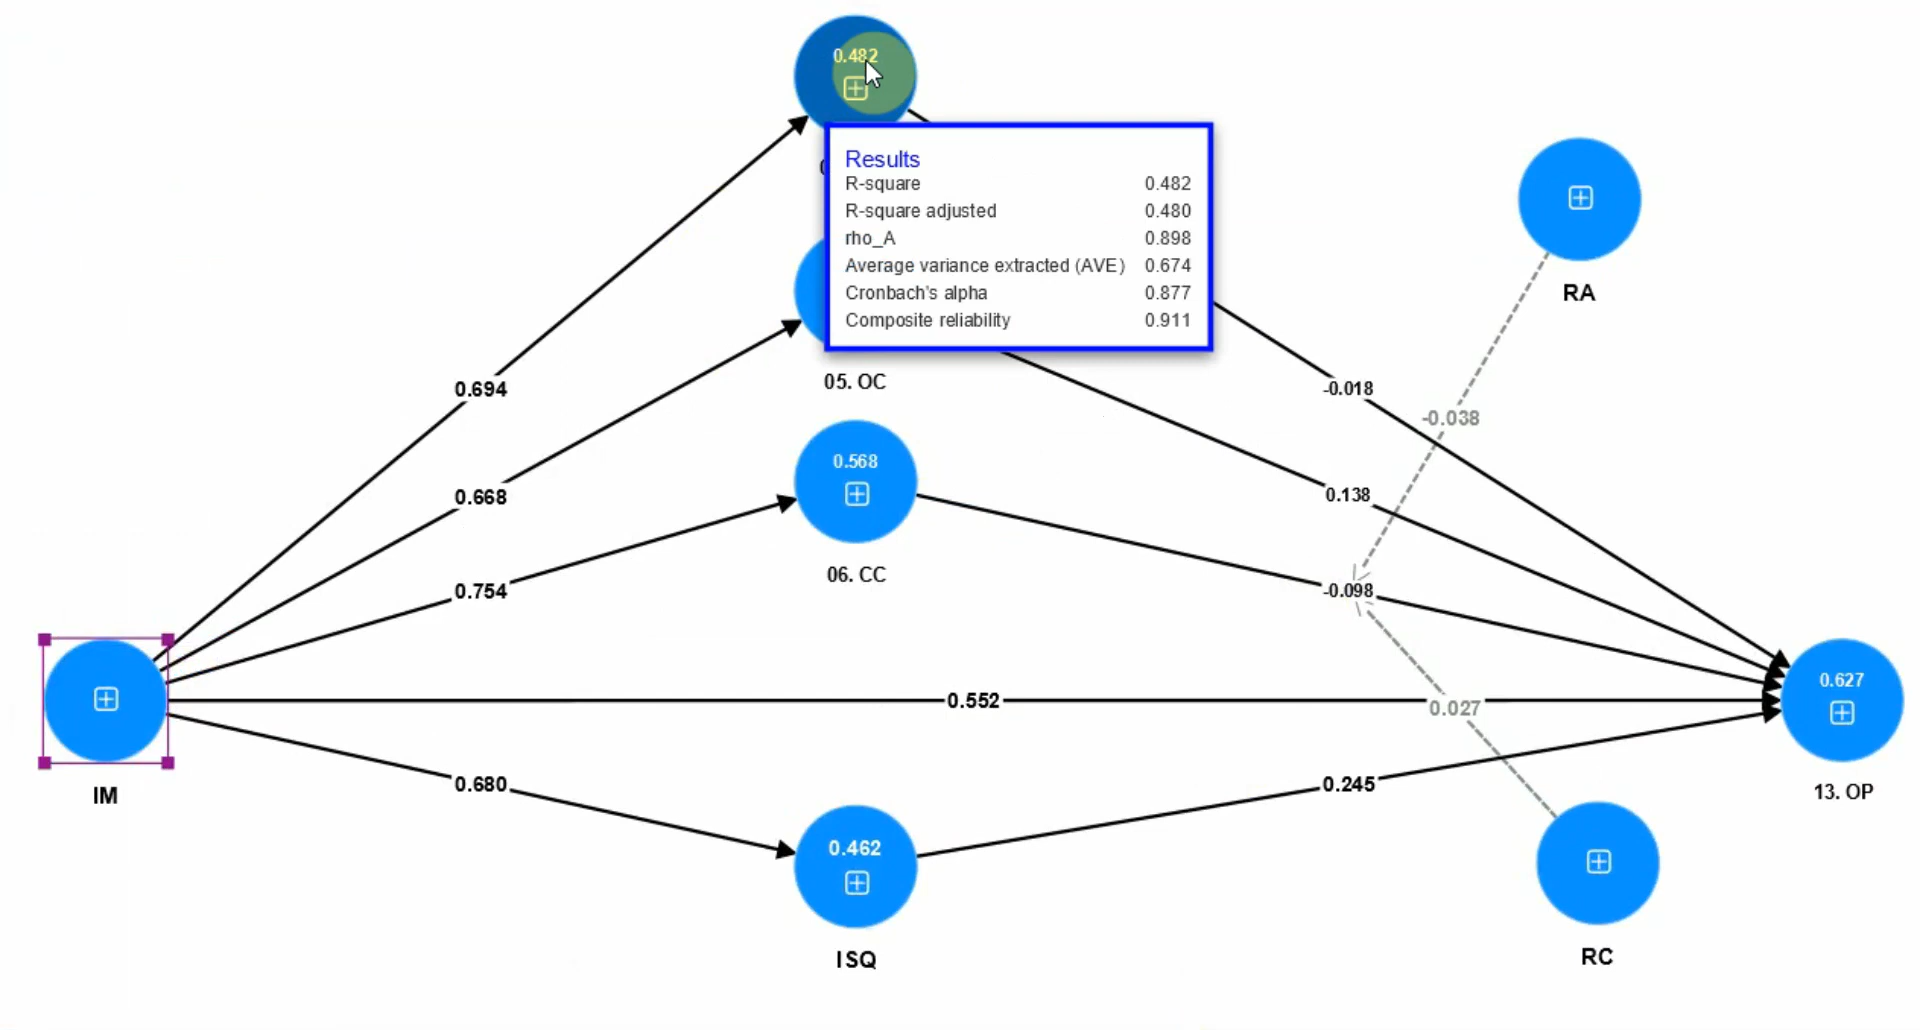 0.482
Results
R-square 0.482
R-square adjusted 0.480
rho_A 0.898
Average variance extracted (AVE) 0.674
Cronbach's alpha 0.877
Composite reliability 0.911
RA
05. OC
0.694
-0.018
-0.038
0.668
0.138
0.568
06. CC
0.754
-0.098
IM
0.552
0.027
0.627
13. OP
0.680
0.245
0.462
ISQ
RC